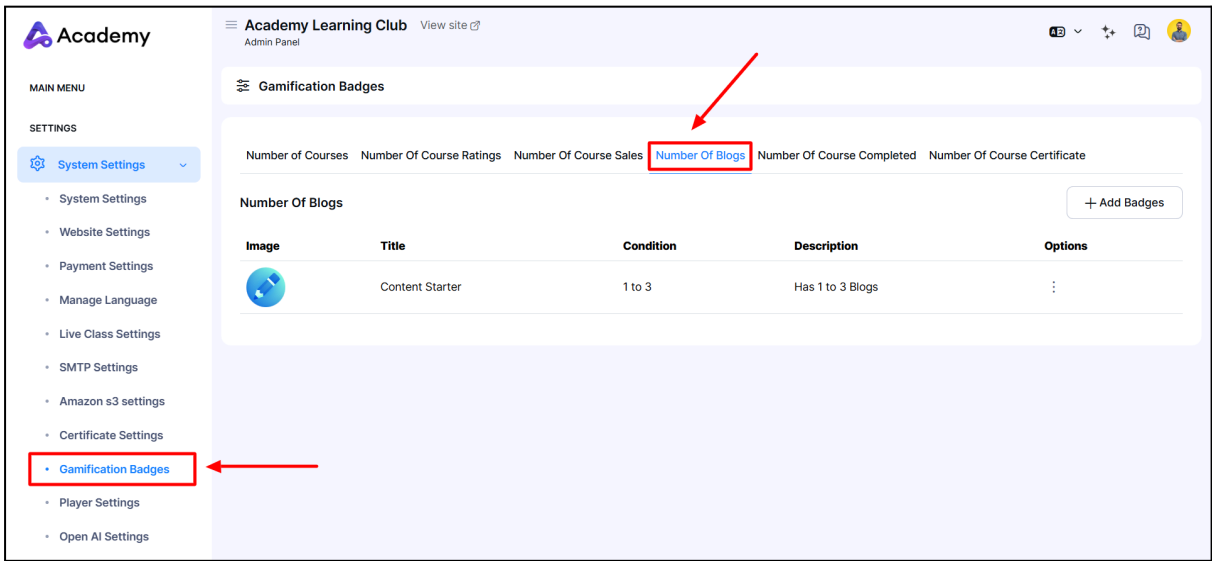 Academy
MAIN MENU
SETTINGS
System Settings
System Settings
Website Settings
Payment Settings
Manage Language
Live Class Settings
SMTP Settings
Amazon s3 settings
Certificate Settings
Gamification Badges
Player Settings
Open AI Settings
Academy Learning Club View site
Admin Panel
Gamification Badges
Number of Courses Number Of Course Ratings Number Of Course Sales Number Of Blogs Number Of Course Completed Number Of Course Certificate
Number Of Blogs + Add Badges
Image Title Condition Description Options
Content Starter 1 to 3 Has 1 to 3 Blogs